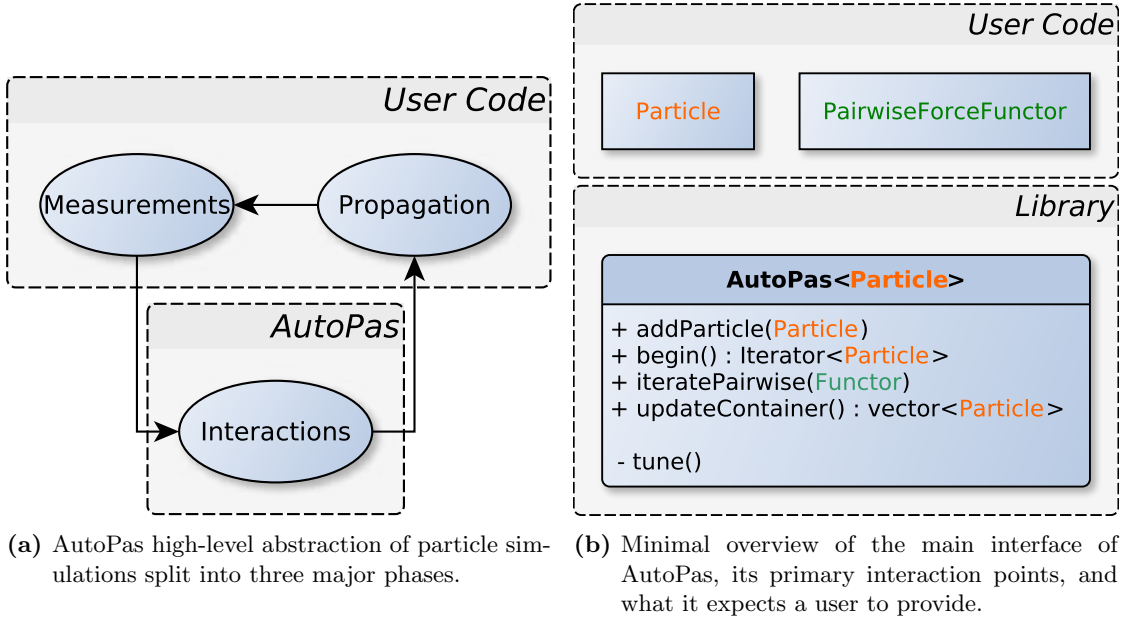 User Code
Measurements
Propagation
AutoPas
Interactions
(a) AutoPas high-level abstraction of particle sim-
ulations split into three major phases.
User Code
Particle
PairwiseForceFunctor
Library
AutoPas<Particle>
+ addParticle(Particle)
+ begin() : Iterator<Particle>
+ iteratePairwise(Functor)
+ updateContainer() : vector<Particle>
- tune()
(b) Minimal overview of the main interface of
AutoPas, its primary interaction points, and
what it expects a user to provide.